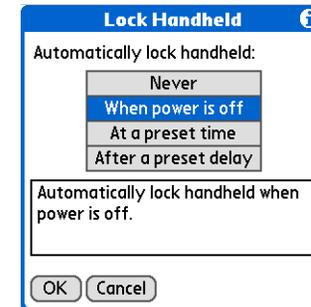 Lock Handheld
Automatically lock handheld:
Never
When power is off
At a preset time
After a preset delay
Automatically lock handheld when
power is off.
OK Cancel